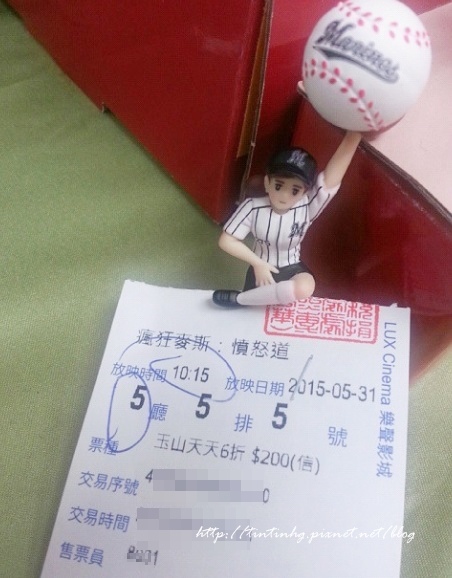 Marines
M
M
瘋狂麥斯：憤怒道
放映時間 10:15 放映日期 2015-05-31
5 廳 5 排 5 號
票種 玉山天天6折 $200(信)
交易序號 4 0
交易時間
售票員 1
LUX Cinema 樂聲影城
http://tintinhg.pixnet.net/blog